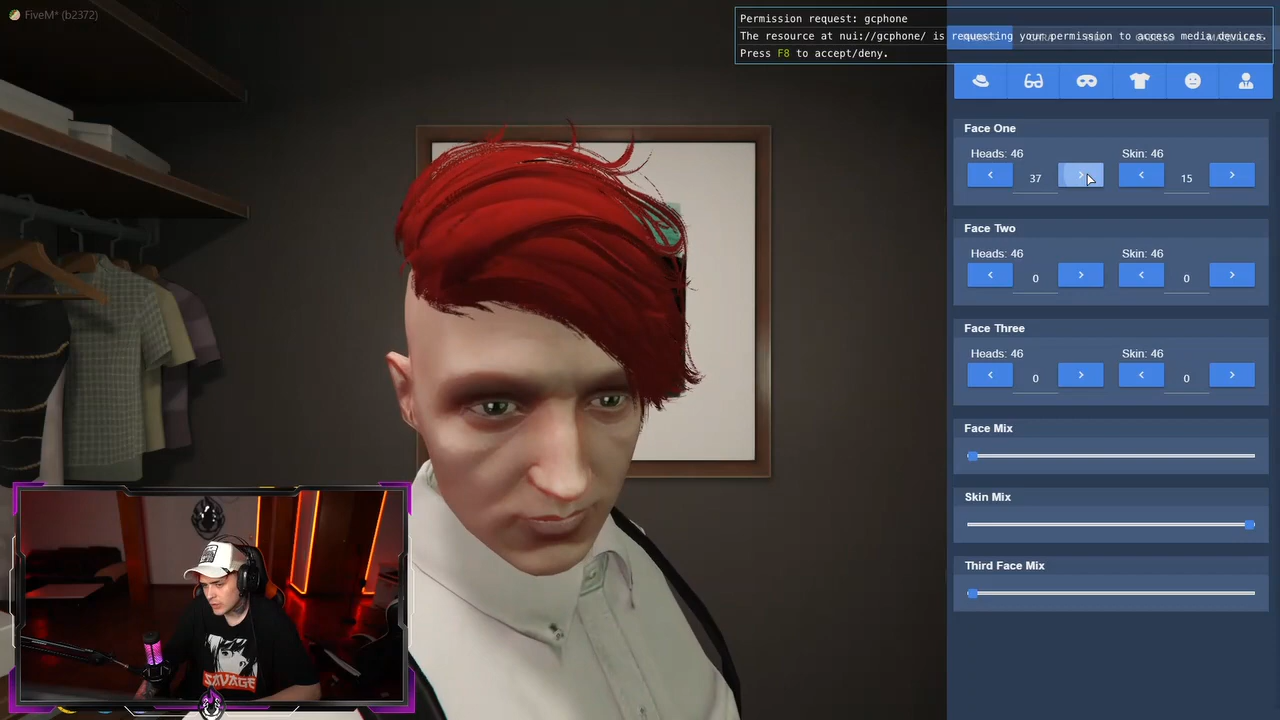 FiveM* (b2372)
Permission request: gcphone
The resource at nui://gcphone/ is requesting your permission to access media devices.
Press F8 to accept/deny.
Face One
Heads: 46
Skin: 46
37
15
Face Two
Heads: 46
Skin: 46
0
0
Face Three
Heads: 46
Skin: 46
0
0
Face Mix
Skin Mix
Third Face Mix
SAVAGE